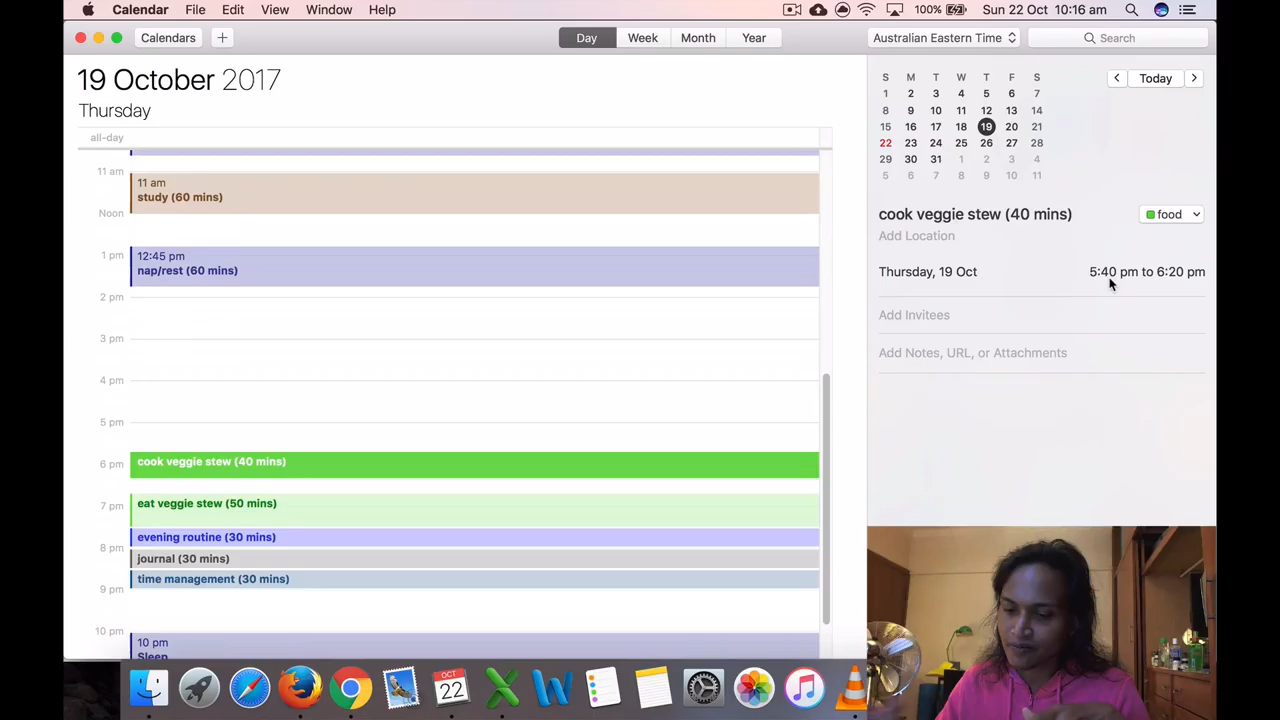 Calendar File Edit View Window Help 100% Sun 22 Oct 10:16 am
Calendars + Day Week Month Year Australian Eastern Time Search
19 October 2017
Thursday
all-day
11 am
11 am
study (60 mins)
Noon
1 pm
12:45 pm
nap/rest (60 mins)
2 pm
3 pm
4 pm
5 pm
6 pm
cook veggie stew (40 mins)
7 pm
eat veggie stew (50 mins)
evening routine (30 mins)
8 pm
journal (30 mins)
time management (30 mins)
9 pm
10 pm
10 pm
Sleep
S M T W T F S
1 2 3 4 5 6 7
8 9 10 11 12 13 14
15 16 17 18 19 20 21
22 23 24 25 26 27 28
29 30 31 1 2 3 4
5 6 7 8 9 10 11
Today
cook veggie stew (40 mins)
food
Add Location
Thursday, 19 Oct 5:40 pm to 6:20 pm
Add Invitees
Add Notes, URL, or Attachments
OCT
22